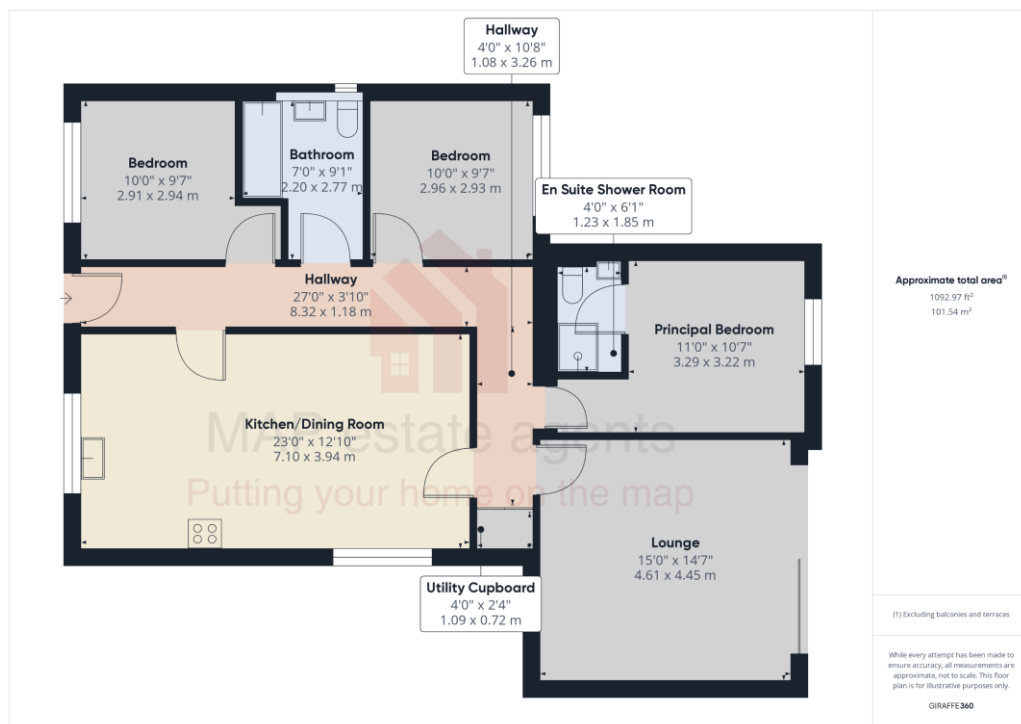 Hallway
4'0" x 10'8"
1.08 x 3.26 m
Bedroom
10'0" x 9'7"
2.91 x 2.94 m
Bathroom
7'0" x 9'1"
2.20 x 2.77 m
Bedroom
10'0" x 9'7"
2.96 x 2.93 m
En Suite Shower Room
4'0" x 6'1"
1.23 x 1.85 m
Hallway
27'0" x 3'10"
8.32 x 1.18 m
Principal Bedroom
11'0" x 10'7"
3.29 x 3.22 m
Kitchen/Dining Room
23'0" x 12'10"
7.10 x 3.94 m
MAP estate agents
Putting your home on the map
Lounge
15'0" x 14'7"
4.61 x 4.45 m
Utility Cupboard
4'0" x 2'4"
1.09 x 0.72 m
Approximate total area(1)
1092.97 ft²
101.54 m²
(1) Excluding balconies and terraces
While every attempt has been made to
ensure accuracy, all measurements are
approximate, not to scale. This floor
plan is for illustrative purposes only.
GIRAFFE360